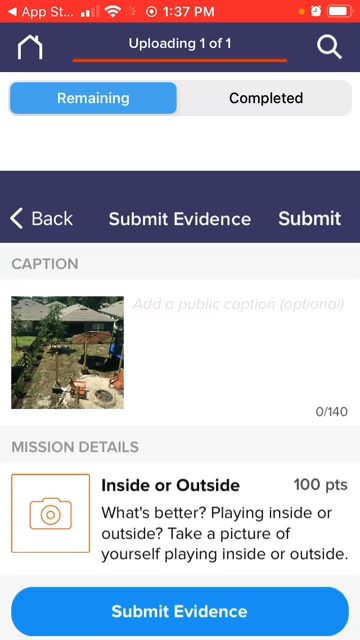 App St... 1:37 PM
Uploading 1 of 1
Remaining Completed
Back Submit Evidence Submit
CAPTION
Add a public caption (optional)
0/140
MISSION DETAILS
Inside or Outside 100 pts
What's better? Playing inside or
outside? Take a picture of
yourself playing inside or outside.
Submit Evidence